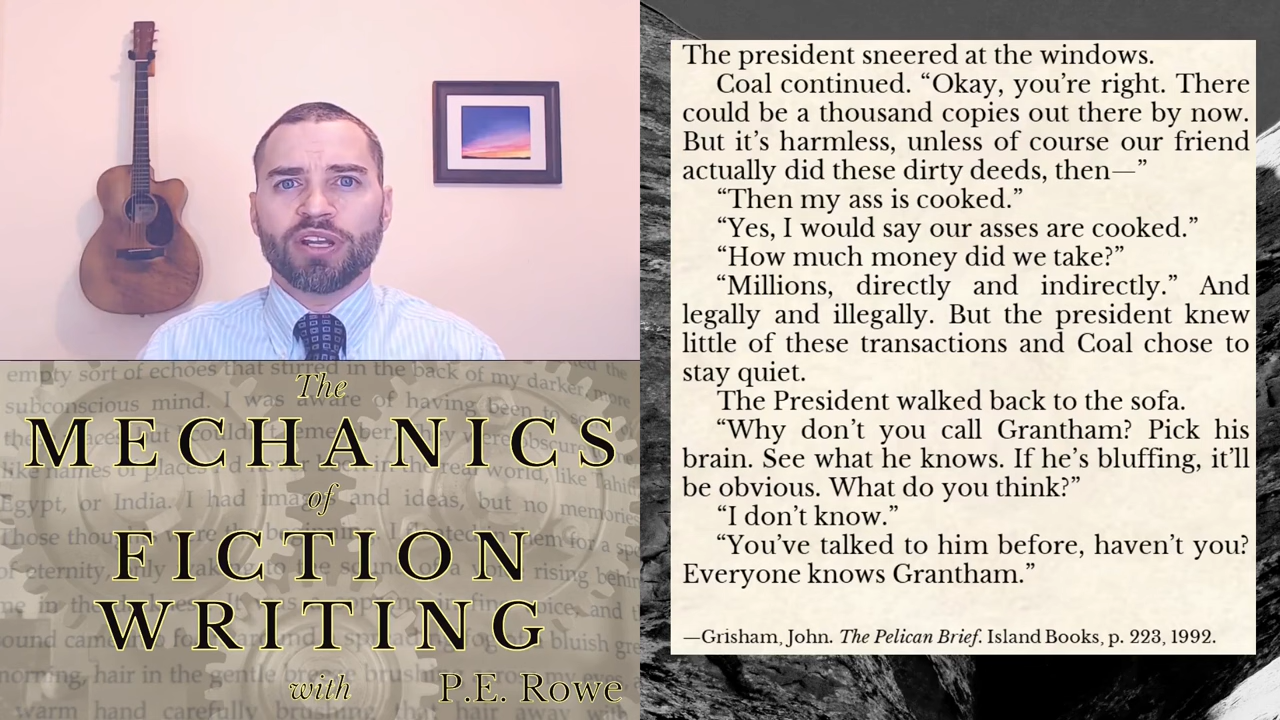 The
MECHANICS
of
FICTION
WRITING
with P.E. Rowe
The president sneered at the windows.
Coal continued. “Okay, you’re right. There
could be a thousand copies out there by now.
But it’s harmless, unless of course our friend
actually did these dirty deeds, then—”
“Then my ass is cooked.”
“Yes, I would say our asses are cooked.”
“How much money did we take?”
“Millions, directly and indirectly.” And
legally and illegally. But the president knew
little of these transactions and Coal chose to
stay quiet.
The President walked back to the sofa.
“Why don’t you call Grantham? Pick his
brain. See what he knows. If he’s bluffing, it’ll
be obvious. What do you think?”
“I don’t know.”
“You’ve talked to him before, haven’t you?
Everyone knows Grantham.”
—Grisham, John. The Pelican Brief. Island Books, p. 223, 1992.